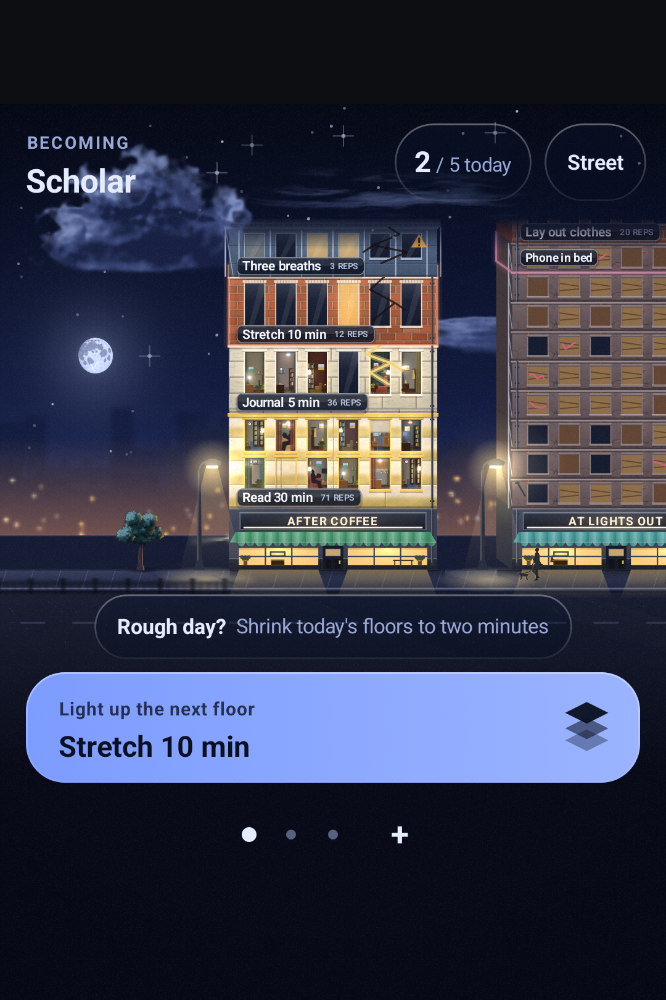 BECOMING
Scholar
2 / 5 today
Street
Lay out clothes 20 REPS
Phone in bed
Three breaths 3 REPS
Stretch 10 min 12 REPS
Journal 5 min 36 REPS
Read 30 min 71 REPS
AFTER COFFEE
AT LIGHTS OUT
Rough day? Shrink today's floors to two minutes
Light up the next floor
Stretch 10 min